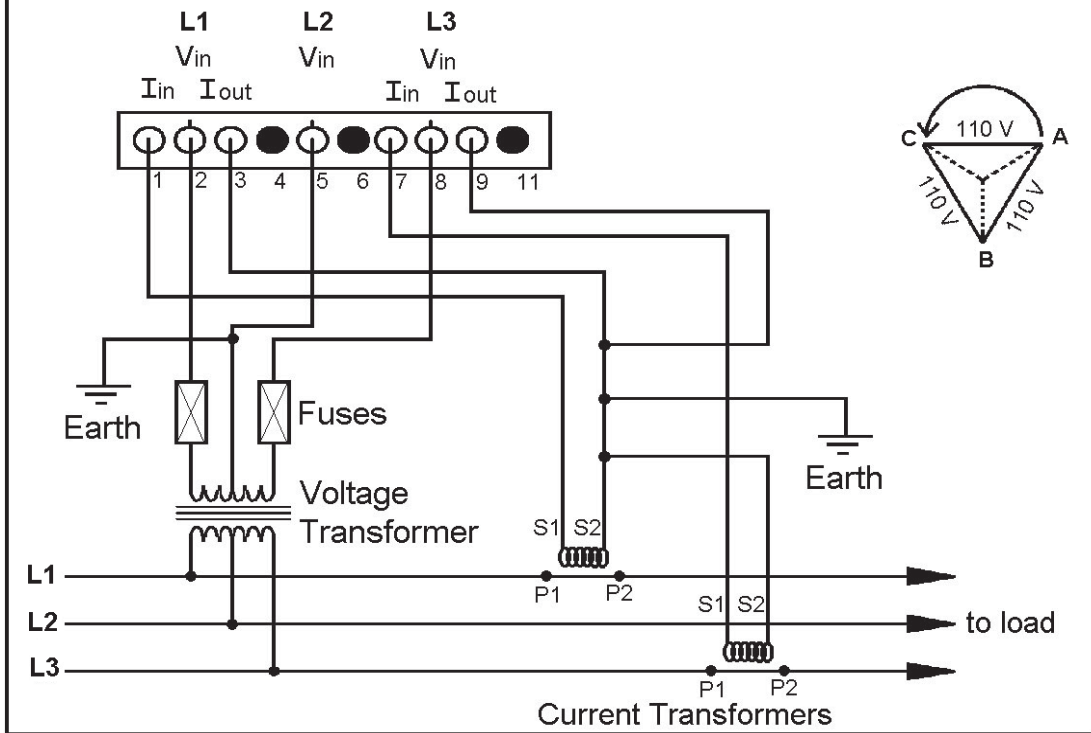 L1 L2 L3
Vin Vin Vin
Iin Iout Iin Iout
1 2 3 4 5 6 7 8 9 11
C 110 V A
110 V 110 V
B
Earth
Fuses
Earth
Voltage
Transformer
S1 S2
L1
P1 P2
S1 S2
L2
to load
L3
P1 P2
Current Transformers